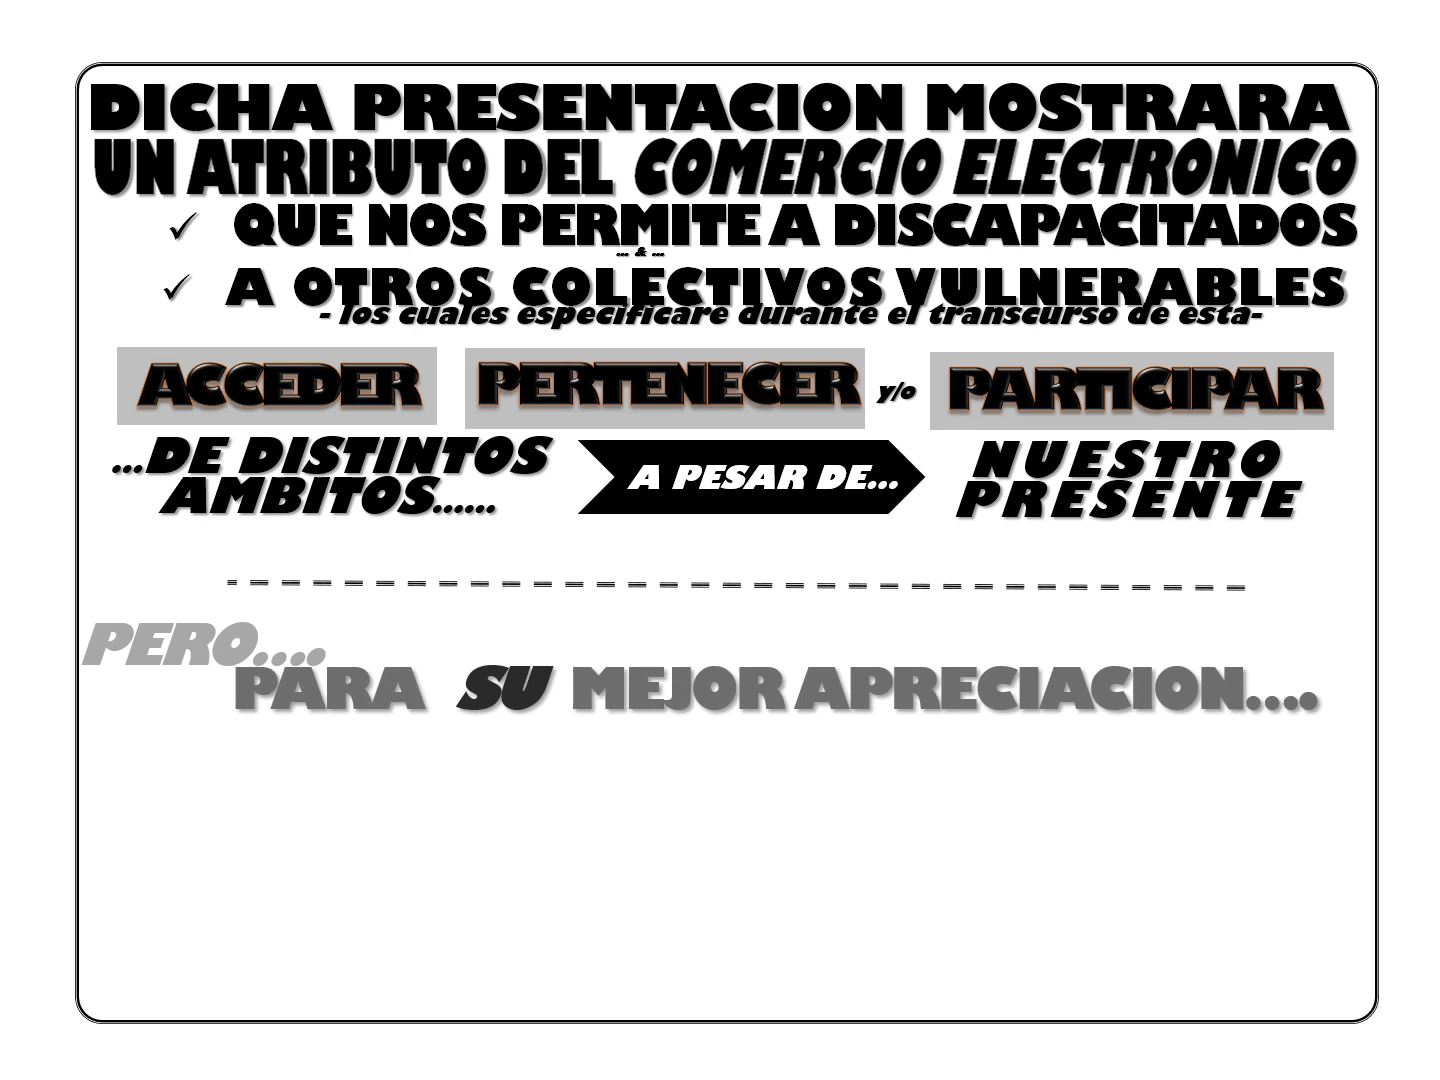 DICHA PRESENTACION MOSTRARA
UN ATRIBUTO DEL COMERCIO ELECTRONICO
✓ QUE NOS PERMITE A DISCAPACITADOS
... & ...
✓ A OTROS COLECTIVOS VULNERABLES
- los cuales especificare durante el transcurso de esta-
ACCEDER PERTENECER y/o PARTICIPAR
...DE DISTINTOS
AMBITOS......
A PESAR DE...
NUESTRO
PRESENTE
PERO....
PARA SU MEJOR APRECIACION....